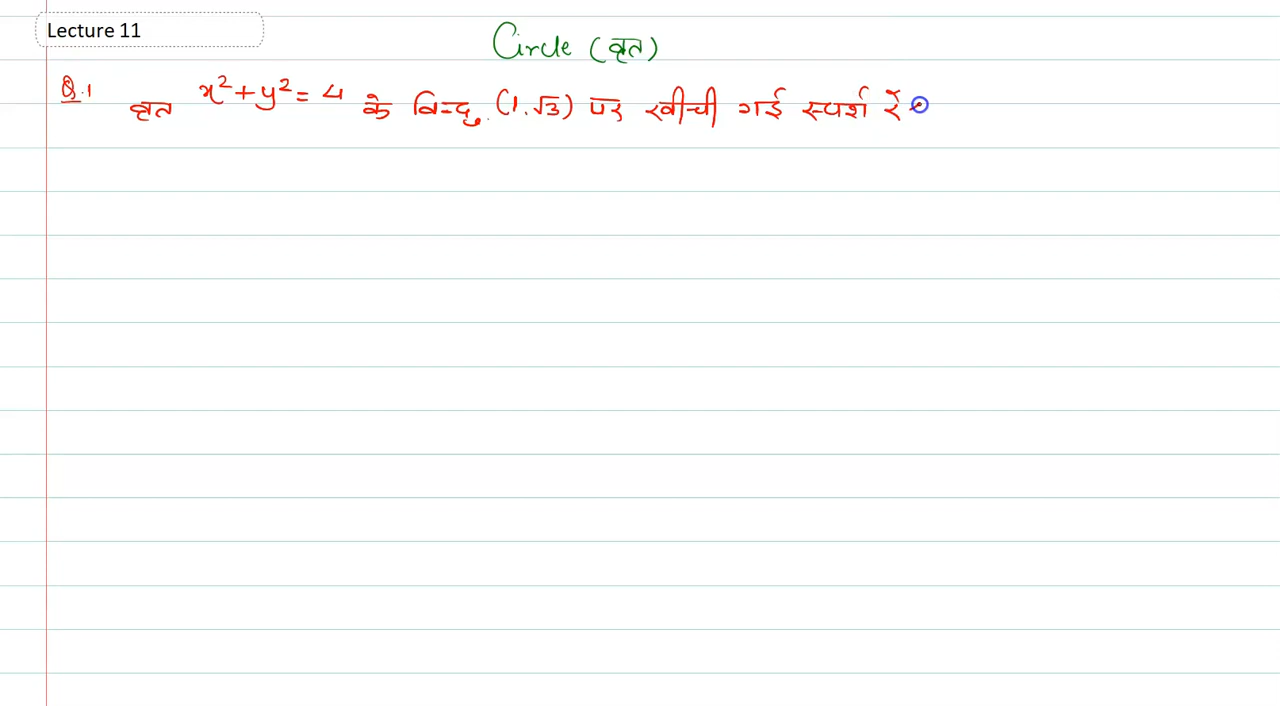 Lecture 11
Circle (वृत)
Q.1 वृत x²+y²= 4 के बिन्दु (1, √3) पर खींची गई स्पर्श रे